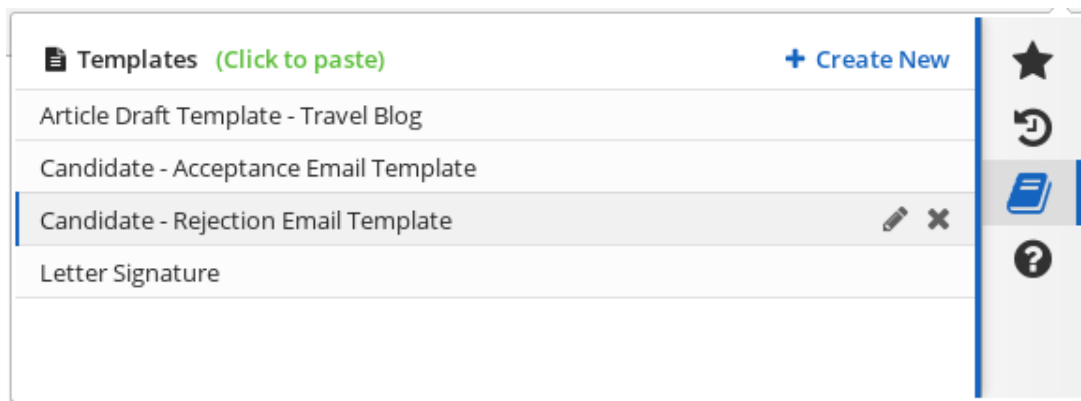 Templates (Click to paste) + Create New
Article Draft Template - Travel Blog
Candidate - Acceptance Email Template
Candidate - Rejection Email Template
Letter Signature